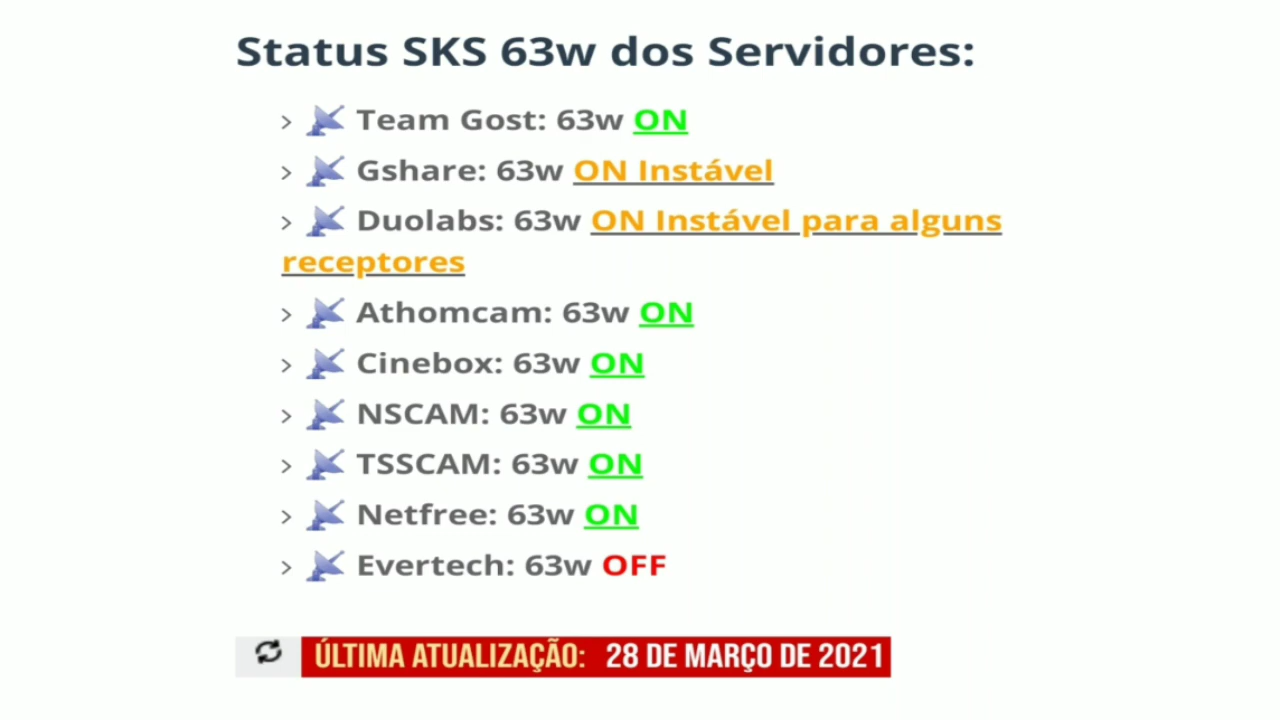 Status SKS 63w dos Servidores:
Team Gost: 63w ON
Gshare: 63w ON Instável
Duolabs: 63w ON Instável para alguns
receptores
Athomcam: 63w ON
Cinebox: 63w ON
NSCAM: 63w ON
TSSCAM: 63w ON
Netfree: 63w ON
Evertech: 63w OFF
ÚLTIMA ATUALIZAÇÃO: 28 DE MARÇO DE 2021